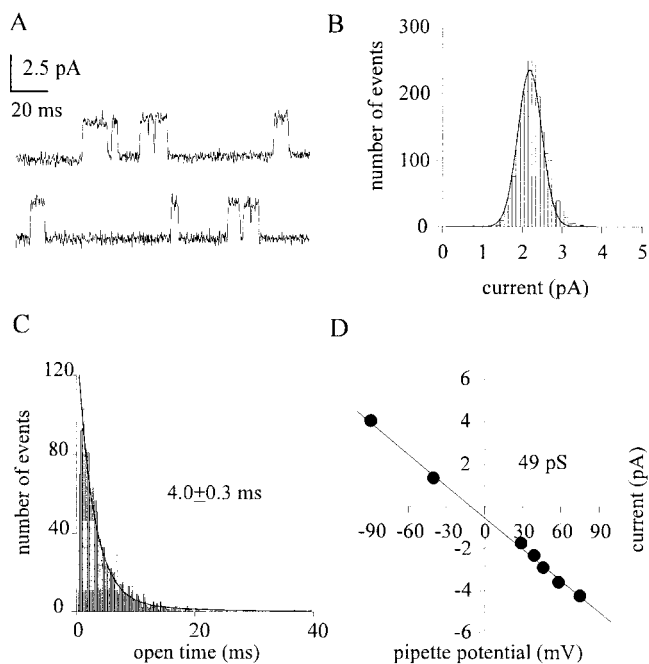 A
2.5 pA
20 ms
B
number of events
300
200
100
0
0 1 2 3 4 5
current (pA)
C
number of events
120
80
40
0
0 20 40
open time (ms)
4.0±0.3 ms
D
6
4
2
-2
-4
-6
-90 -60 -30 0 30 60 90
49 pS
current (pA)
pipette potential (mV)